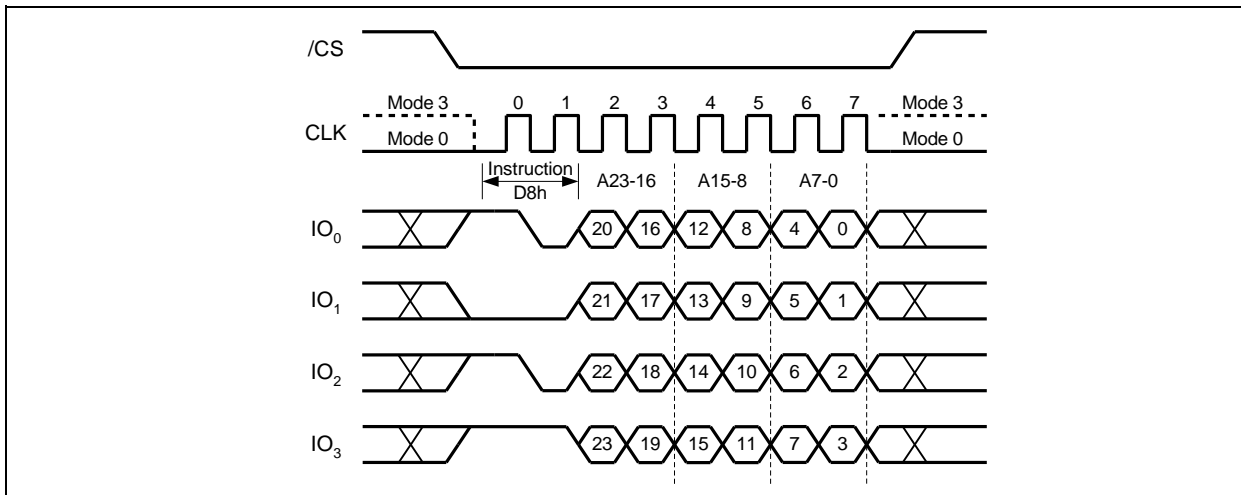 /CS
Mode 3 0 1 2 3 4 5 6 7 Mode 3
CLK
Mode 0 Mode 0
Instruction
D8h
A23-16 A15-8 A7-0
IO0 20 16 12 8 4 0
IO1 21 17 13 9 5 1
IO2 22 18 14 10 6 2
IO3 23 19 15 11 7 3